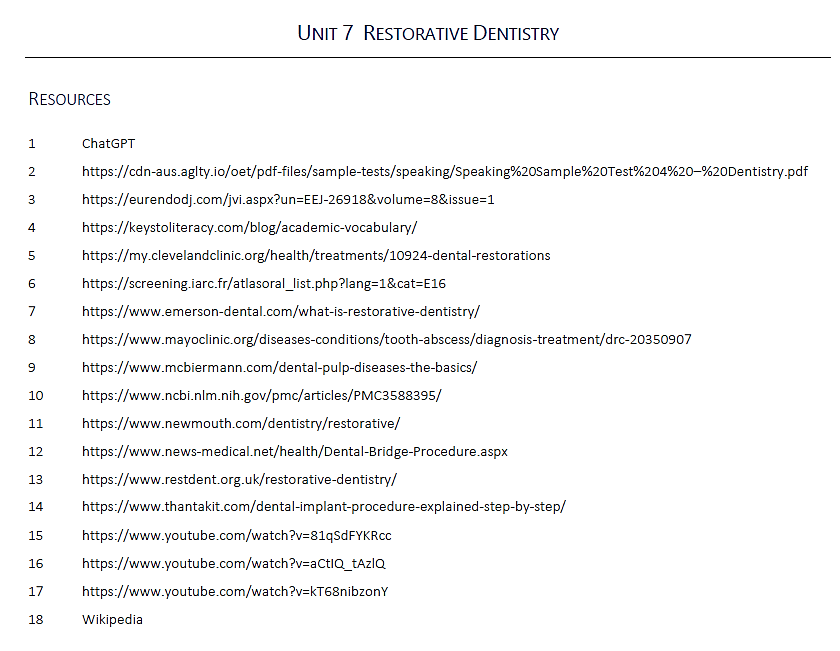 UNIT 7 RESTORATIVE DENTISTRY
RESOURCES
1 ChatGPT
2 https://cdn-aus.aglty.io/oet/pdf-files/sample-tests/speaking/Speaking%20Sample%20Test%204%20–%20Dentistry.pdf
3 https://eurendodj.com/jvi.aspx?un=EEJ-26918&volume=8&issue=1
4 https://keystoliteracy.com/blog/academic-vocabulary/
5 https://my.clevelandclinic.org/health/treatments/10924-dental-restorations
6 https://screening.iarc.fr/atlasoral_list.php?lang=1&cat=E16
7 https://www.emerson-dental.com/what-is-restorative-dentistry/
8 https://www.mayoclinic.org/diseases-conditions/tooth-abscess/diagnosis-treatment/drc-20350907
9 https://www.mcbiermann.com/dental-pulp-diseases-the-basics/
10 https://www.ncbi.nlm.nih.gov/pmc/articles/PMC3588395/
11 https://www.newmouth.com/dentistry/restorative/
12 https://www.news-medical.net/health/Dental-Bridge-Procedure.aspx
13 https://www.restdent.org.uk/restorative-dentistry/
14 https://www.thantakit.com/dental-implant-procedure-explained-step-by-step/
15 https://www.youtube.com/watch?v=81qSdFYKRcc
16 https://www.youtube.com/watch?v=aCtIQ_tAzlQ
17 https://www.youtube.com/watch?v=kT68nibzonY
18 Wikipedia